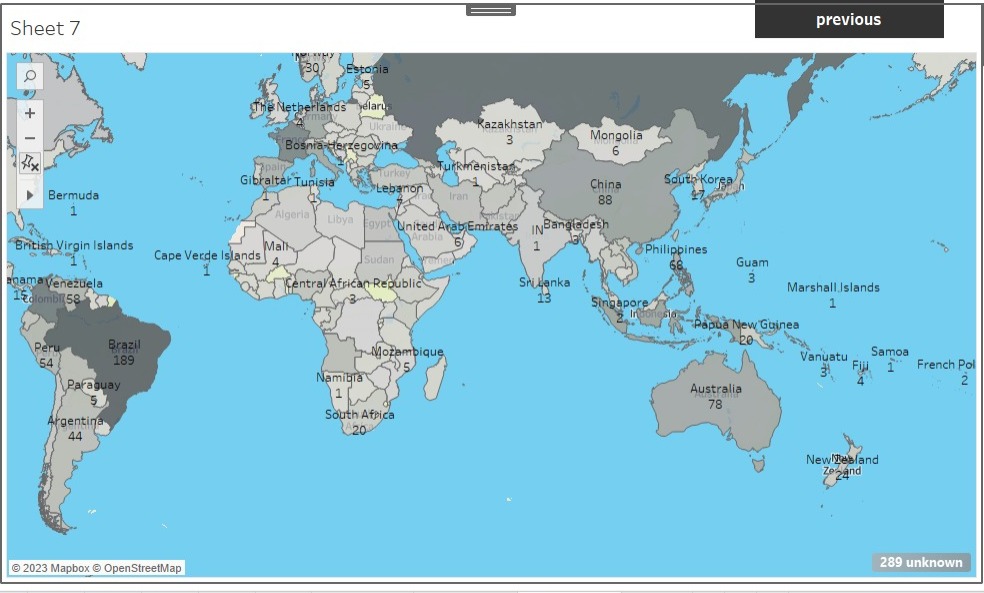 Sheet 7
previous
30
Estonia
5
The Netherlands
4
Ukraine
Kazakhstan
3
Mongolia
6
Bosnia-Herzegovina
1
Spain
Gibraltar
1
Tunisia
1
Turkey
Lebanon
Turkmenistan
1
Iran
China
88
South Korea
17
Japan
Bermuda
1
Algeria
Libya
Egypt
United Arab Emirates
6
Arabia
IN
1
Bangladesh
3
British Virgin Islands
1
Cape Verde Islands
1
Mali
4
Sudan
Yemen
Philippines
68
Guam
3
Venezuela
58
Colombia
15
Central African Republic
3
Sri Lanka
13
Marshall Islands
1
Singapore
2
Indonesia
Papua New Guinea
20
Peru
54
Brazil
189
Mozambique
5
Vanuatu
3
Fiji
4
Samoa
1
French Pol
2
Paraguay
5
Namibia
1
Australia
78
Argentina
44
South Africa
20
New Zealand
24
© 2023 Mapbox © OpenStreetMap
289 unknown